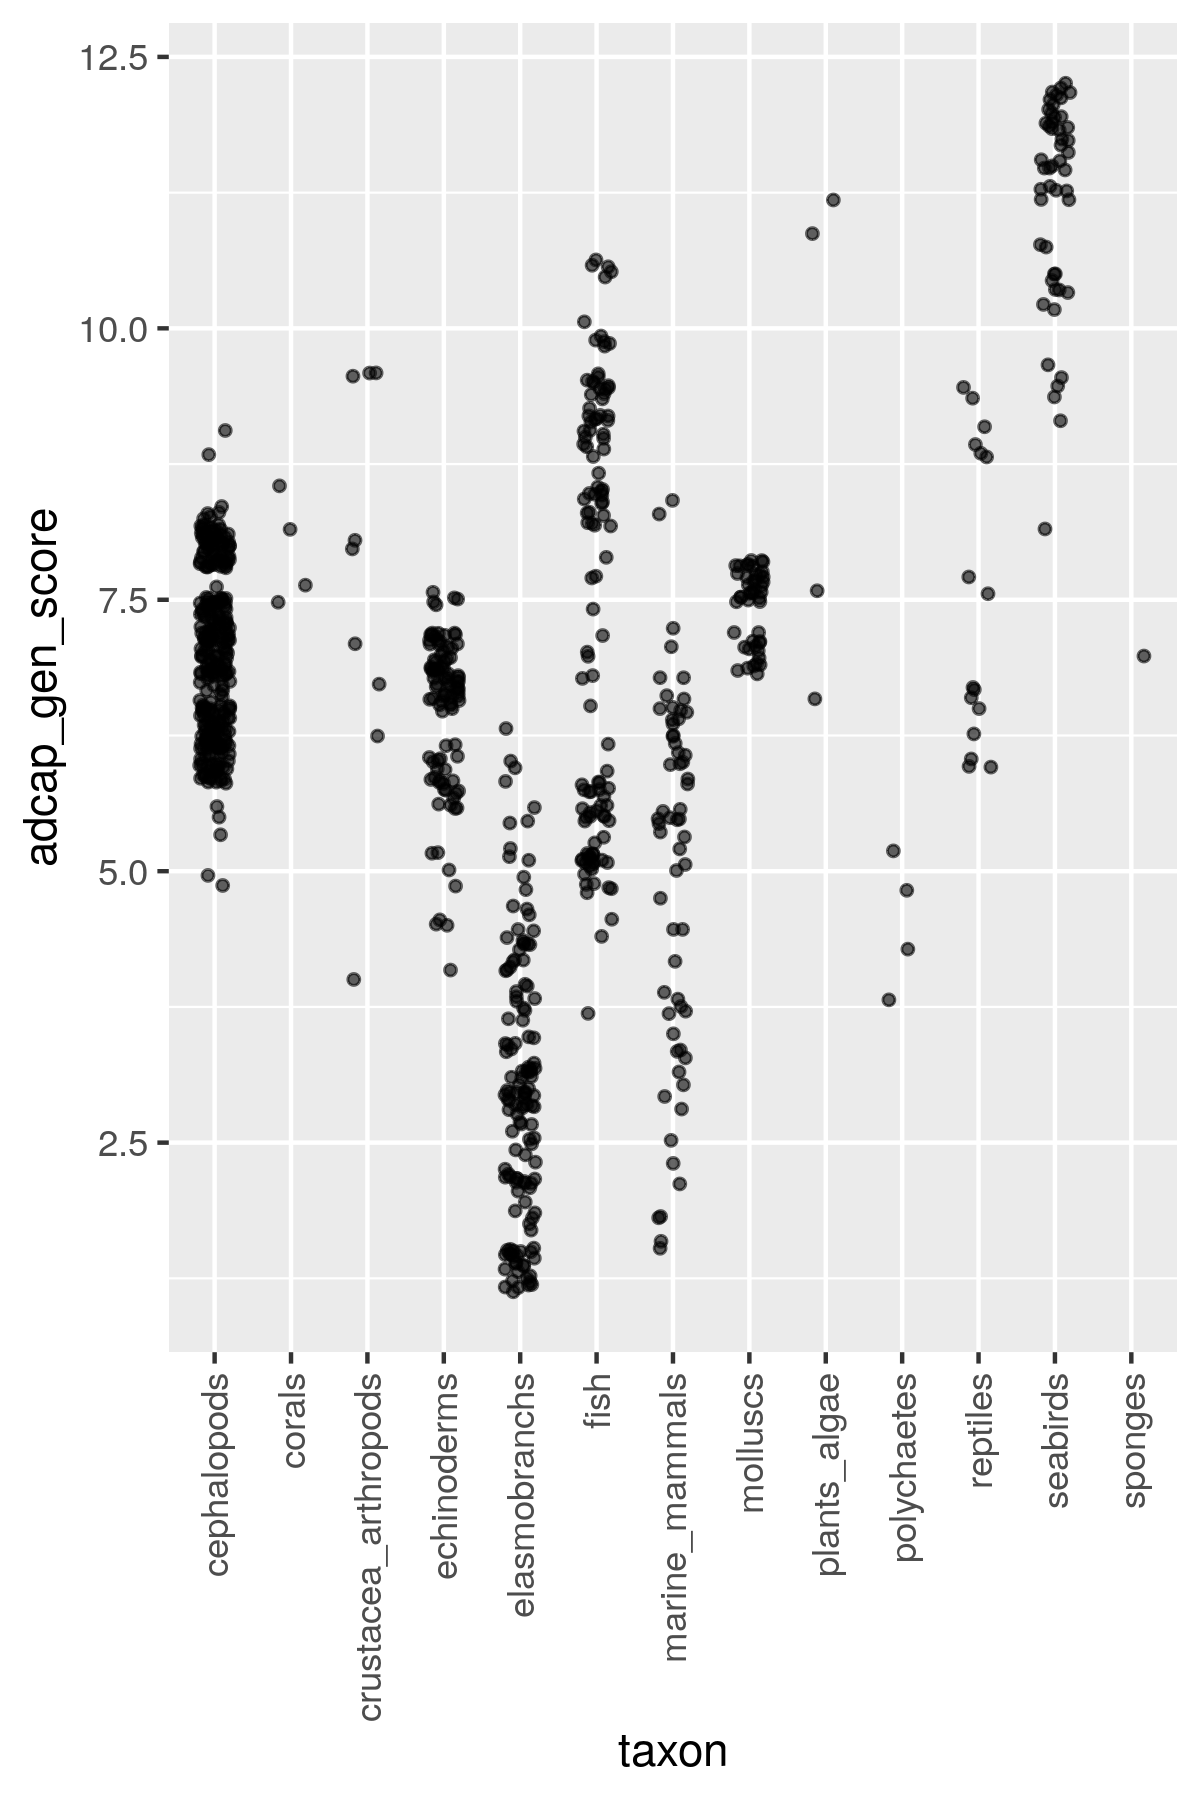 12.5
10.0
7.5
5.0
2.5
adcap_gen_score
cephalopods
corals
crustacea_arthropods
echinoderms
elasmobranchs
fish
marine_mammals
molluscs
plants_algae
polychaetes
reptiles
seabirds
sponges
taxon